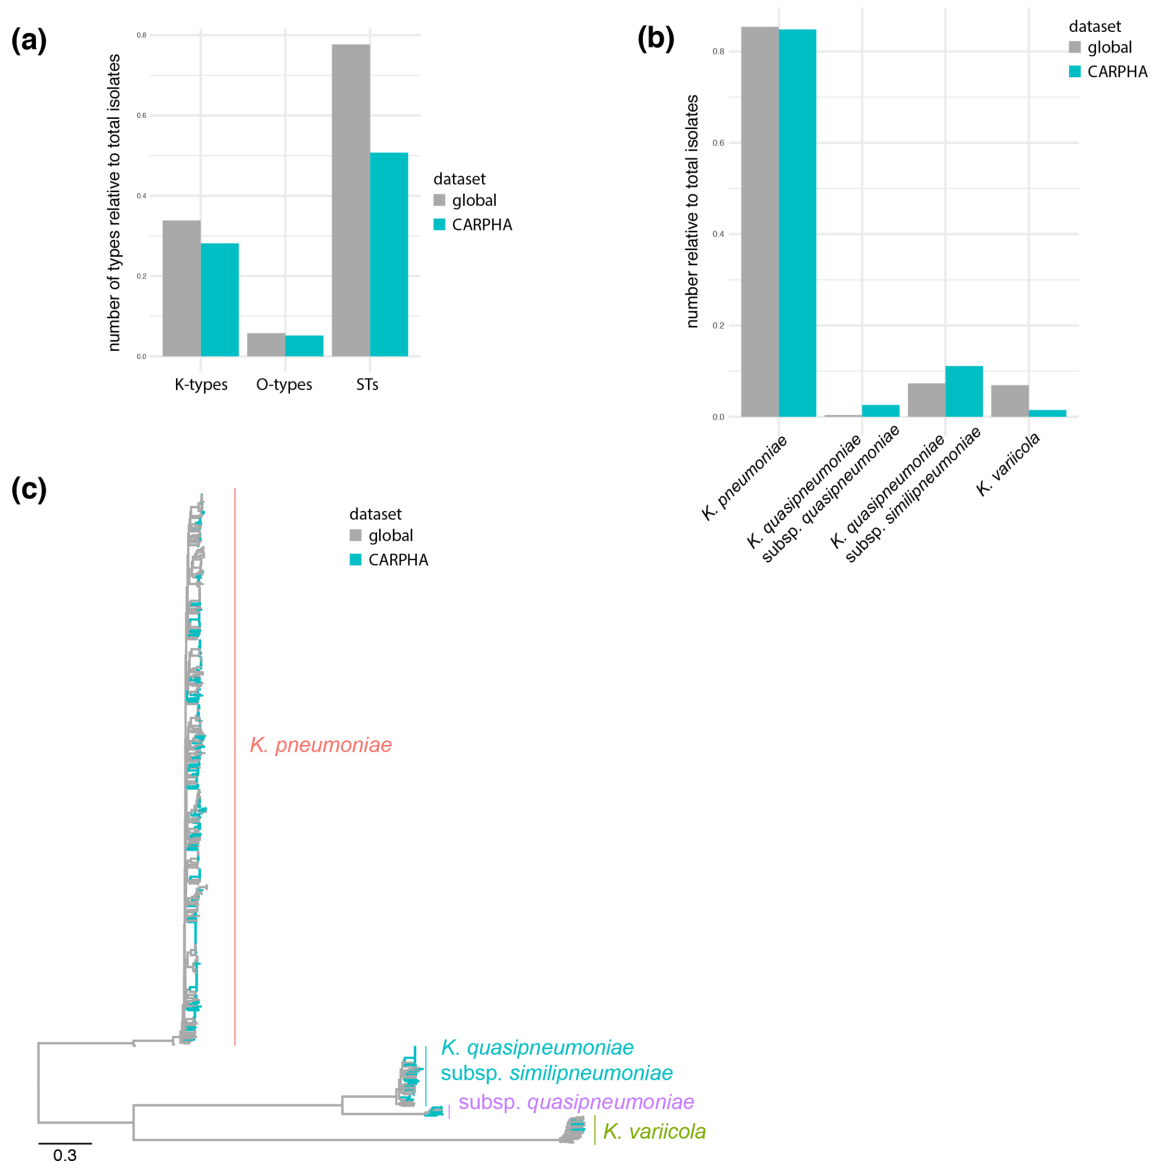 (a)
number of types relative to total isolates
0.8
0.6
0.4
0.2
0.0
K-types
O-types
STs
dataset
global
CARPHA
(b)
number relative to total isolates
0.8
0.6
0.4
0.2
0.0
K. pneumoniae
K. quasipneumoniae
subsp. quasipneumoniae
K. quasipneumoniae
subsp. similipneumoniae
K. variicola
dataset
global
CARPHA
(c)
dataset
global
CARPHA
K. pneumoniae
K. quasipneumoniae
subsp. similipneumoniae
subsp. quasipneumoniae
K. variicola
0.3